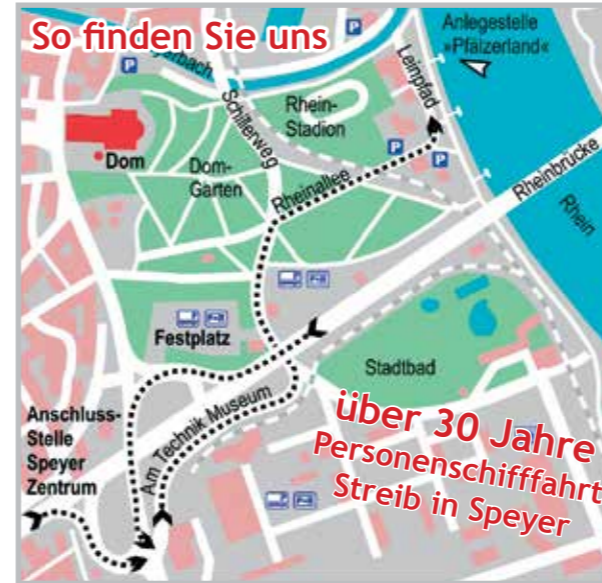 So finden Sie uns
Anlegestelle
»Pfälzerland«
P
P
gerbach
Leinpfad
Schillerweg
Rhein-
Stadion
P
P
Dom
Dom-
Garten
Rheinallee
Rheinbrücke
Rhein
P+R
P+R
Festplatz
Stadtbad
Am Technik Museum
Anschluss-
Stelle
Speyer
Zentrum
P+R
über 30 Jahre
Personenschifffahrt
Streib in Speyer